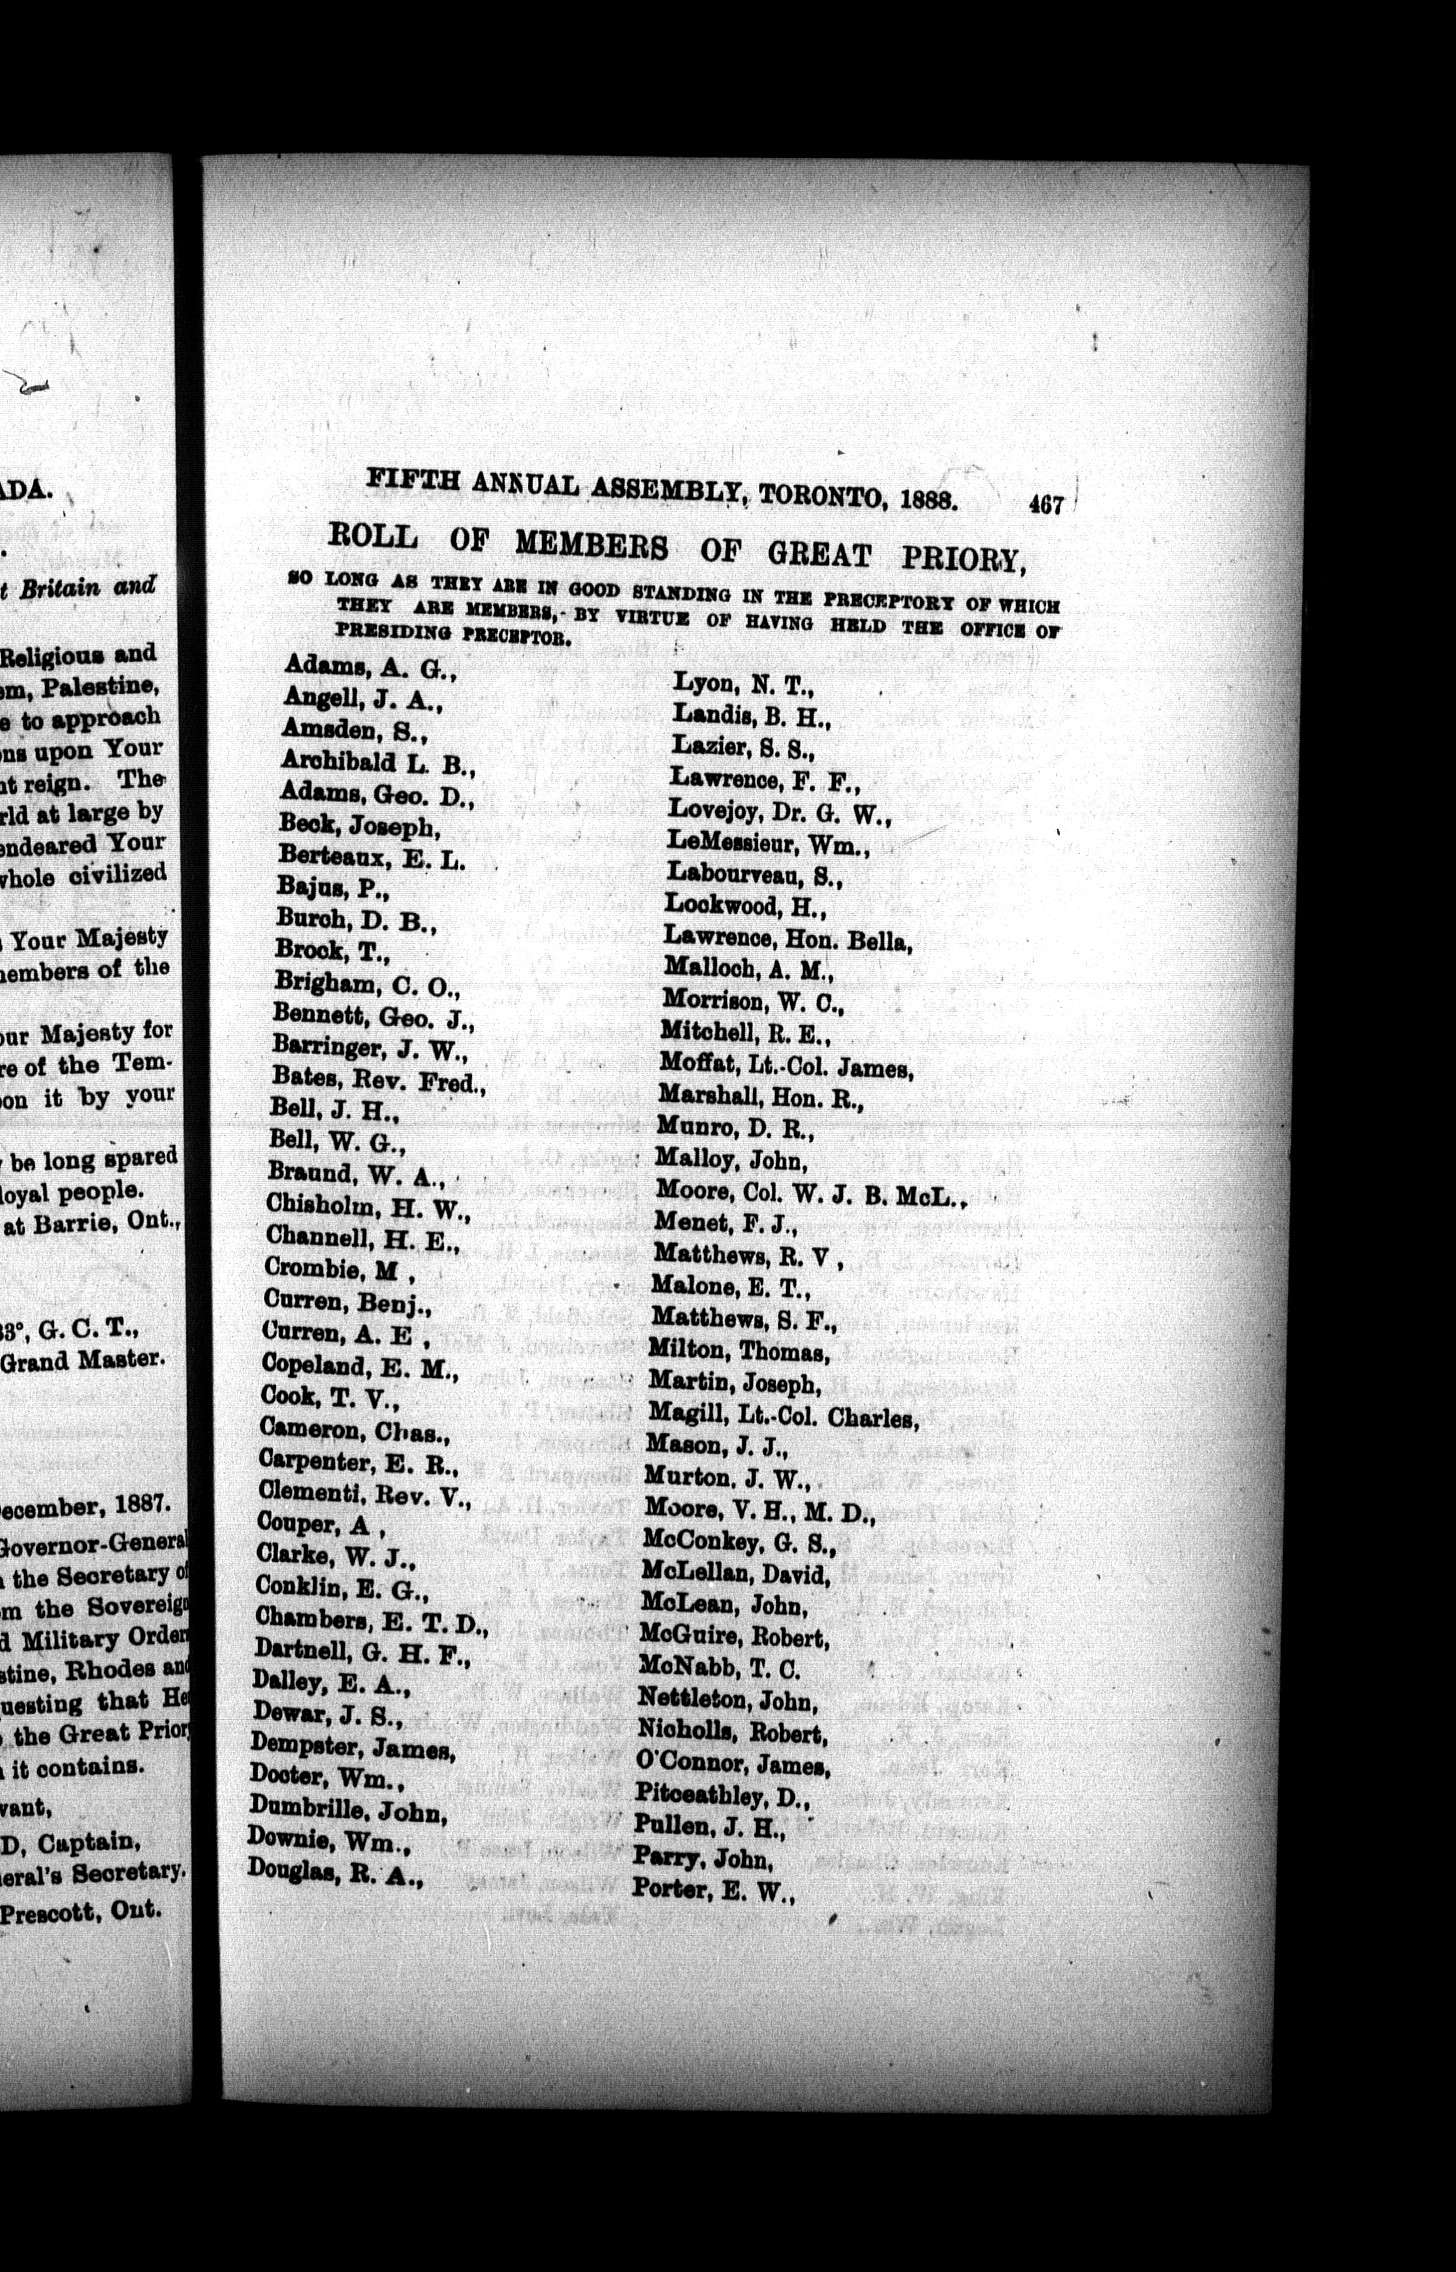 ADA.
t Britain and
Religious and
em, Palestine,
e to approach
ons upon Your
nt reign. The
rld at large by
endeared Your
whole civilized
Your Majesty
members of the
our Majesty for
re of the Tem-
on it by your
be long spared
loyal people.
at Barrie, Ont.,
33°, G. C. T.,
Grand Master.
December, 1887.
Governor-General
the Secretary of
om the Sovereign
d Military Order
stine, Rhodes and
uesting that He
the Great Prior
it contains.
vant,
D, Captain,
neral's Secretary.
Prescott, Ont.
FIFTH ANNUAL ASSEMBLY, TORONTO, 1888. 467
ROLL OF MEMBERS OF GREAT PRIORY,
SO LONG AS THEY ARE IN GOOD STANDING IN THE PRECEPTORY OF WHICH
THEY ARE MEMBERS, BY VIRTUE OF HAVING HELD THE OFFICE OF
PRESIDING PRECEPTOR.
Adams, A. G.,
Angell, J. A.,
Amsden, S.,
Archibald L. B.,
Adams, Geo. D.,
Beck, Joseph,
Berteaux, E. L.
Bajus, P.,
Burch, D. B.,
Brock, T.,
Brigham, C. O.,
Bennett, Geo. J.,
Barringer, J. W.,
Bates, Rev. Fred.,
Bell, J. H.,
Bell, W. G.,
Braund, W. A.,
Chisholm, H. W.,
Channell, H. E.,
Crombie, M ,
Curren, Benj.,
Curren, A. E ,
Copeland, E. M.,
Cook, T. V.,
Cameron, Chas.,
Carpenter, E. R.,
Clementi, Rev. V.,
Couper, A ,
Clarke, W. J.,
Conklin, E. G.,
Chambers, E. T. D.,
Dartnell, G. H. F.,
Dalley, E. A.,
Dewar, J. S.,
Dempster, James,
Docter, Wm.,
Dumbrille, John,
Downie, Wm.,
Douglas, R. A.,
Lyon, N. T.,
Landis, B. H.,
Lazier, S. S.,
Lawrence, F. F.,
Lovejoy, Dr. G. W.,
LeMessieur, Wm.,
Labourveau, S.,
Lockwood, H.,
Lawrence, Hon. Bella,
Malloch, A. M.,
Morrison, W. C.,
Mitchell, R. E.,
Moffat, Lt.-Col. James,
Marshall, Hon. R.,
Munro, D. R.,
Malloy, John,
Moore, Col. W. J. B. McL.,
Menet, F. J.,
Matthews, R. V ,
Malone, E. T.,
Matthews, S. F.,
Milton, Thomas,
Martin, Joseph,
Magill, Lt.-Col. Charles,
Mason, J. J.,
Murton, J. W.,
Moore, V. H., M. D.,
McConkey, G. S.,
McLellan, David,
McLean, John,
McGuire, Robert,
McNabb, T. C.
Nettleton, John,
Nicholls, Robert,
O'Connor, James,
Pitceathley, D.,
Pullen, J. H.,
Parry, John,
Porter, E. W.,